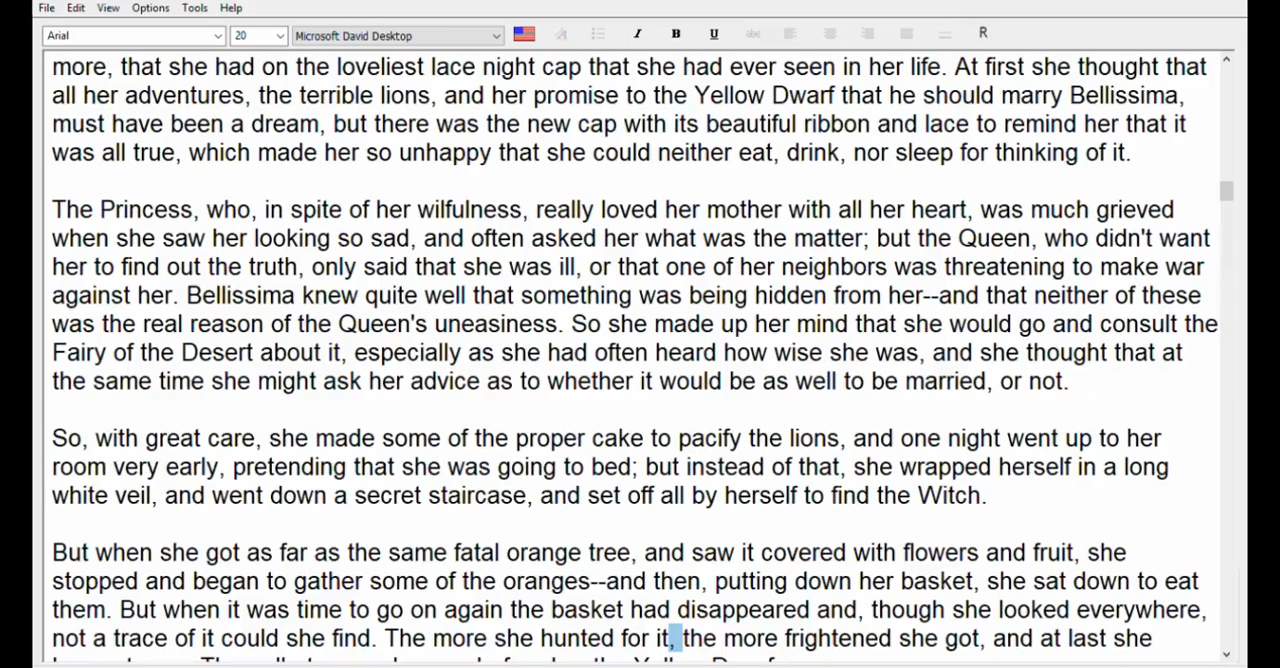 File Edit View Options Tools Help
Arial 20 Microsoft David Desktop I B U abc R
more, that she had on the loveliest lace night cap that she had ever seen in her life. At first she thought that
all her adventures, the terrible lions, and her promise to the Yellow Dwarf that he should marry Bellissima,
must have been a dream, but there was the new cap with its beautiful ribbon and lace to remind her that it
was all true, which made her so unhappy that she could neither eat, drink, nor sleep for thinking of it.
The Princess, who, in spite of her wilfulness, really loved her mother with all her heart, was much grieved
when she saw her looking so sad, and often asked her what was the matter; but the Queen, who didn't want
her to find out the truth, only said that she was ill, or that one of her neighbors was threatening to make war
against her. Bellissima knew quite well that something was being hidden from her--and that neither of these
was the real reason of the Queen's uneasiness. So she made up her mind that she would go and consult the
Fairy of the Desert about it, especially as she had often heard how wise she was, and she thought that at
the same time she might ask her advice as to whether it would be as well to be married, or not.
So, with great care, she made some of the proper cake to pacify the lions, and one night went up to her
room very early, pretending that she was going to bed; but instead of that, she wrapped herself in a long
white veil, and went down a secret staircase, and set off all by herself to find the Witch.
But when she got as far as the same fatal orange tree, and saw it covered with flowers and fruit, she
stopped and began to gather some of the oranges--and then, putting down her basket, she sat down to eat
them. But when it was time to go on again the basket had disappeared and, though she looked everywhere,
not a trace of it could she find. The more she hunted for it, the more frightened she got, and at last she